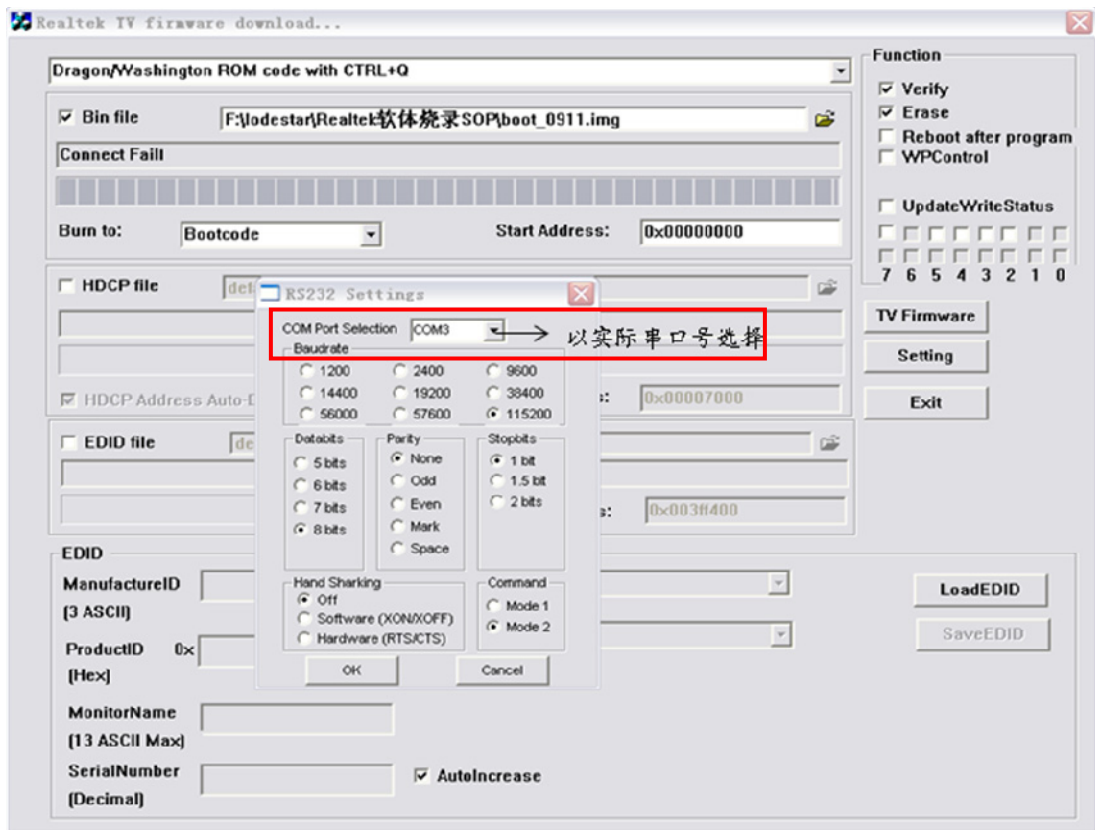 Realtek TV firmware download...
Dragon/Washington ROM code with CTRL+Q
Bin file F:\lodestar\Realtek软体烧录SOP\boot_0911.img
Connect Fail!
Burn to: Bootcode Start Address: 0x00000000
HDCP file
HDCP Address Auto-D s: 0x00007000
EDID file
s: 0x003ff400
Function
Verify
Erase
Reboot after program
WPControl
UpdateWriteStatus
7 6 5 4 3 2 1 0
TV Firmware
Setting
Exit
RS232 Settings
COM Port Selection COM3 以实际串口号选择
Baudrate
1200 2400 9600
14400 19200 38400
56000 57600 115200
Databits
5 bits
6 bits
7 bits
8 bits
Parity
None
Odd
Even
Mark
Space
Stopbits
1 bit
1.5 bit
2 bits
Hand Sharking
Off
Software (XON/XOFF)
Hardware (RTS/CTS)
Command
Mode 1
Mode 2
OK Cancel
EDID
ManufactureID
(3 ASCII)
ProductID 0x
(Hex)
MonitorName
(13 ASCII Max)
SerialNumber
(Decimal)
AutoIncrease
LoadEDID
SaveEDID